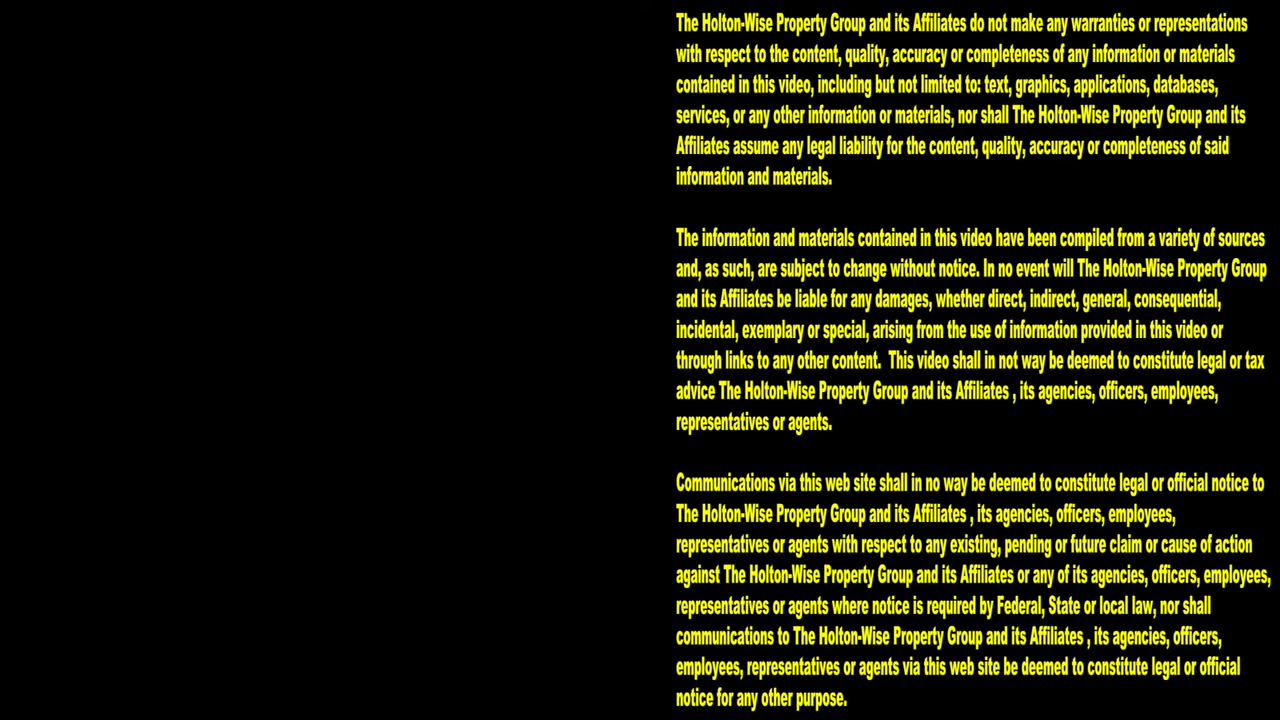 The Holton-Wise Property Group and its Affiliates do not make any warranties or representations
with respect to the content, quality, accuracy or completeness of any information or materials
contained in this video, including but not limited to: text, graphics, applications, databases,
services, or any other information or materials, nor shall The Holton-Wise Property Group and its
Affiliates assume any legal liability for the content, quality, accuracy or completeness of said
information and materials.
The information and materials contained in this video have been compiled from a variety of sources
and, as such, are subject to change without notice. In no event will The Holton-Wise Property Group
and its Affiliates be liable for any damages, whether direct, indirect, general, consequential,
incidental, exemplary or special, arising from the use of information provided in this video or
through links to any other content.  This video shall in not way be deemed to constitute legal or tax
advice The Holton-Wise Property Group and its Affiliates , its agencies, officers, employees,
representatives or agents.
Communications via this web site shall in no way be deemed to constitute legal or official notice to
The Holton-Wise Property Group and its Affiliates , its agencies, officers, employees,
representatives or agents with respect to any existing, pending or future claim or cause of action
against The Holton-Wise Property Group and its Affiliates or any of its agencies, officers, employees,
representatives or agents where notice is required by Federal, State or local law, nor shall
communications to The Holton-Wise Property Group and its Affiliates , its agencies, officers,
employees, representatives or agents via this web site be deemed to constitute legal or official
notice for any other purpose.